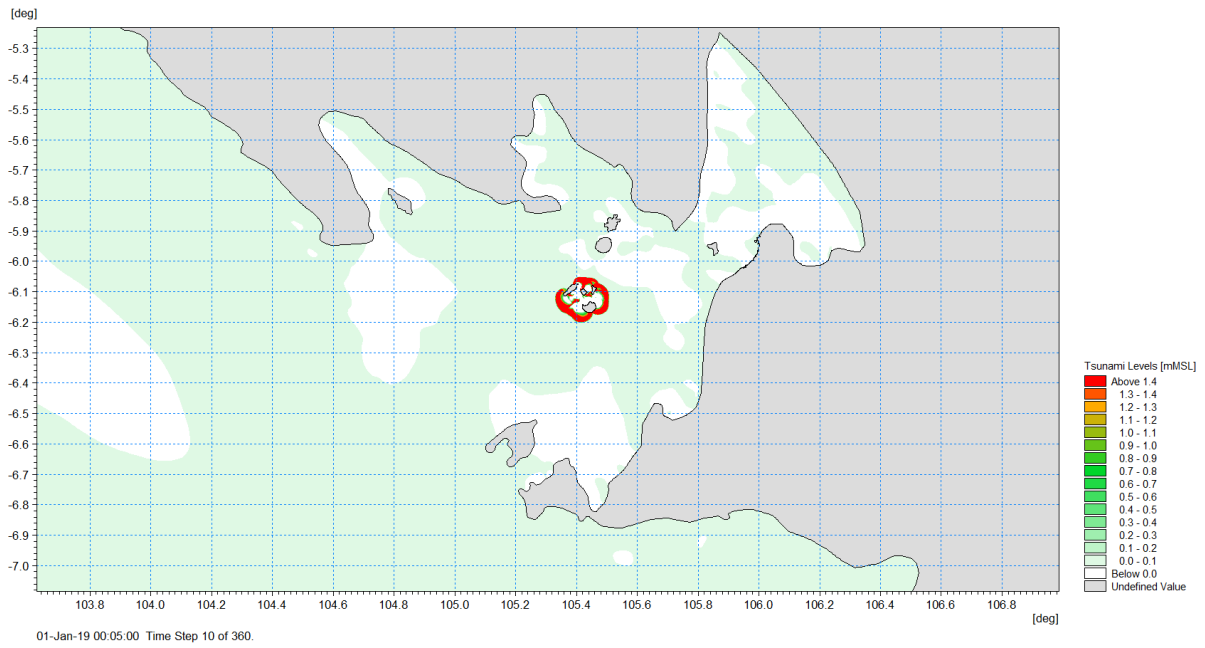 [deg]
-5.3
-5.4
-5.5
-5.6
-5.7
-5.8
-5.9
-6.0
-6.1
-6.2
-6.3
-6.4
-6.5
-6.6
-6.7
-6.8
-6.9
-7.0
103.8 104.0 104.2 104.4 104.6 104.8 105.0 105.2 105.4 105.6 105.8 106.0 106.2 106.4 106.6 106.8
[deg]
Tsunami Levels [mMSL]
Above 1.4
1.3 - 1.4
1.2 - 1.3
1.1 - 1.2
1.0 - 1.1
0.9 - 1.0
0.8 - 0.9
0.7 - 0.8
0.6 - 0.7
0.5 - 0.6
0.4 - 0.5
0.3 - 0.4
0.2 - 0.3
0.1 - 0.2
0.0 - 0.1
Below 0.0
Undefined Value
01-Jan-19 00:05:00 Time Step 10 of 360.